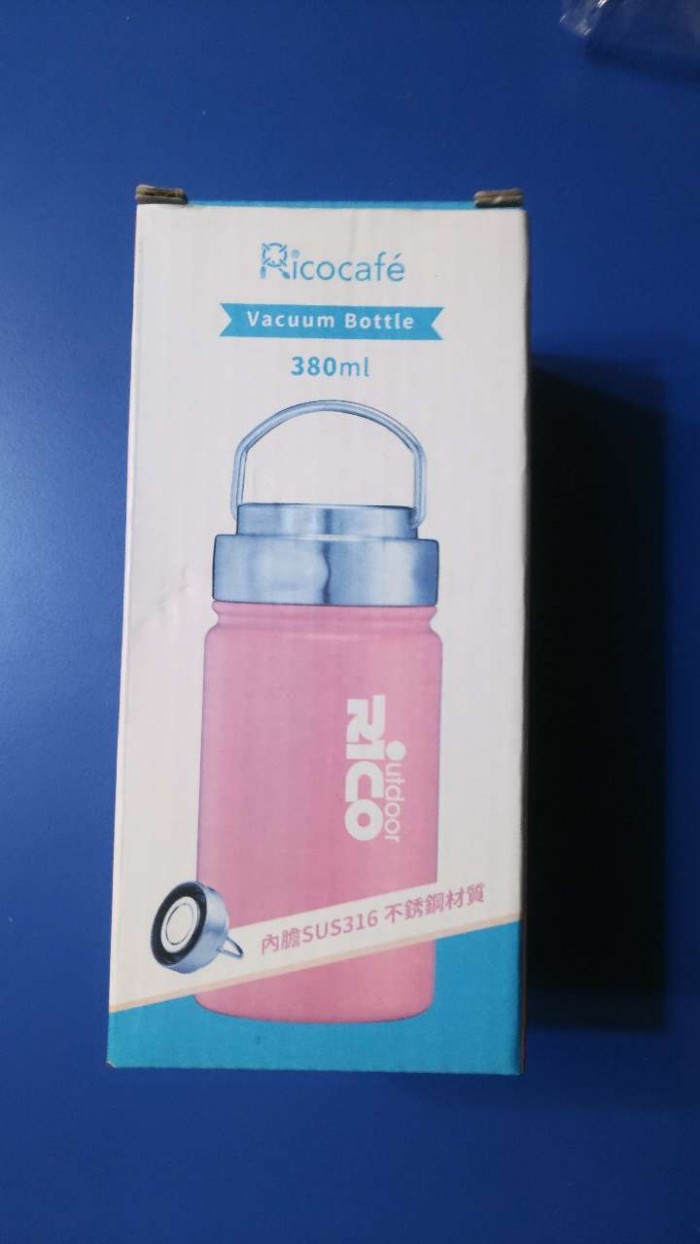 Ricocafé
Vacuum Bottle
380ml
RICO
outdoor
內膽SUS316 不銹鋼材質